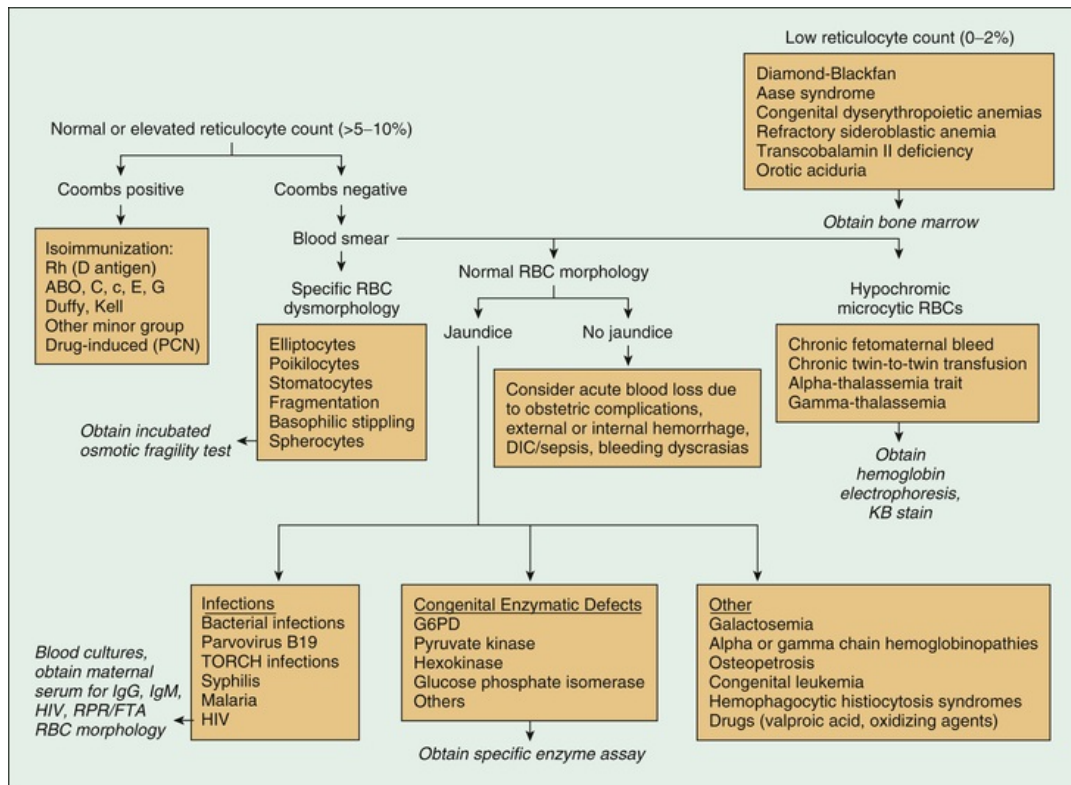 Low reticulocyte count (0–2%)
Diamond-Blackfan
Aase syndrome
Congenital dyserythropoietic anemias
Refractory sideroblastic anemia
Transcobalamin II deficiency
Orotic aciduria
Obtain bone marrow
Normal or elevated reticulocyte count (>5–10%)
Coombs positive
Isoimmunization:
Rh (D antigen)
ABO, C, c, E, G
Duffy, Kell
Other minor group
Drug-induced (PCN)
Coombs negative
Blood smear
Specific RBC
dysmorphology
Elliptocytes
Poikilocytes
Stomatocytes
Fragmentation
Basophilic stippling
Spherocytes
Obtain incubated
osmotic fragility test
Normal RBC morphology
Jaundice
No jaundice
Consider acute blood loss due
to obstetric complications,
external or internal hemorrhage,
DIC/sepsis, bleeding dyscrasias
Hypochromic
microcytic RBCs
Chronic fetomaternal bleed
Chronic twin-to-twin transfusion
Alpha-thalassemia trait
Gamma-thalassemia
Obtain
hemoglobin
electrophoresis,
KB stain
Infections
Bacterial infections
Parvovirus B19
TORCH infections
Syphilis
Malaria
HIV
Blood cultures,
obtain maternal
serum for IgG, IgM,
HIV, RPR/FTA
RBC morphology
Congenital Enzymatic Defects
G6PD
Pyruvate kinase
Hexokinase
Glucose phosphate isomerase
Others
Obtain specific enzyme assay
Other
Galactosemia
Alpha or gamma chain hemoglobinopathies
Osteopetrosis
Congenital leukemia
Hemophagocytic histiocytosis syndromes
Drugs (valproic acid, oxidizing agents)